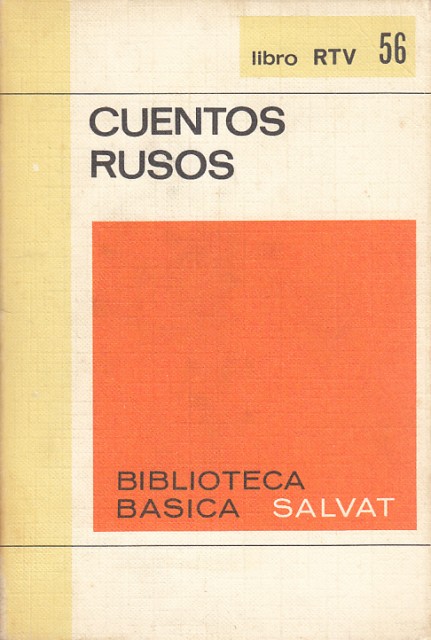 libro RTV 56
CUENTOS
RUSOS
BIBLIOTECA
BASICA SALVAT